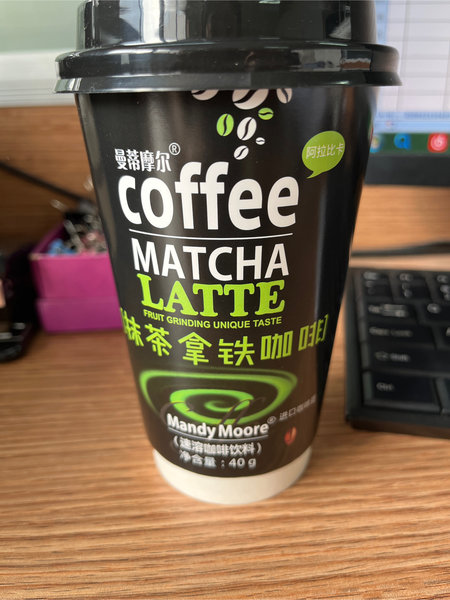 曼蒂摩尔®
阿拉比卡
coffee
MATCHA
LATTE
FRUIT GRINDING UNIQUE TASTE
抹茶拿铁咖啡
Mandy Moore®
(速溶咖啡饮料)
净含量:40g